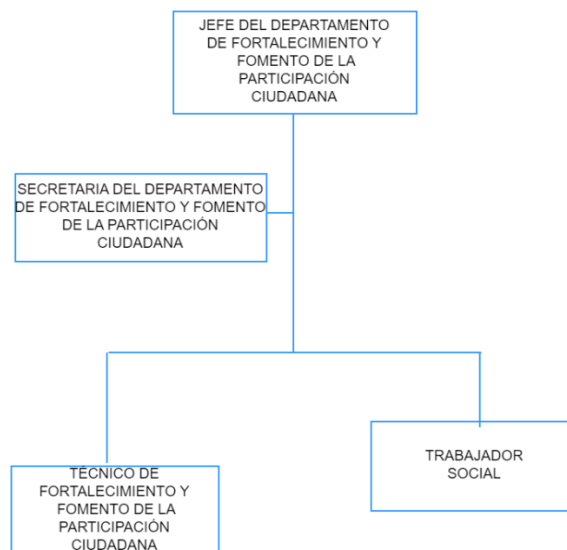 JEFE DEL DEPARTAMENTO
DE FORTALECIMIENTO Y
FOMENTO DE LA
PARTICIPACIÓN
CIUDADANA
SECRETARIA DEL DEPARTAMENTO
DE FORTALECIMIENTO Y FOMENTO
DE LA PARTICIPACIÓN
CIUDADANA
TÉCNICO DE
FORTALECIMIENTO Y
FOMENTO DE LA
PARTICIPACIÓN
CIUDADANA
TRABAJADOR
SOCIAL